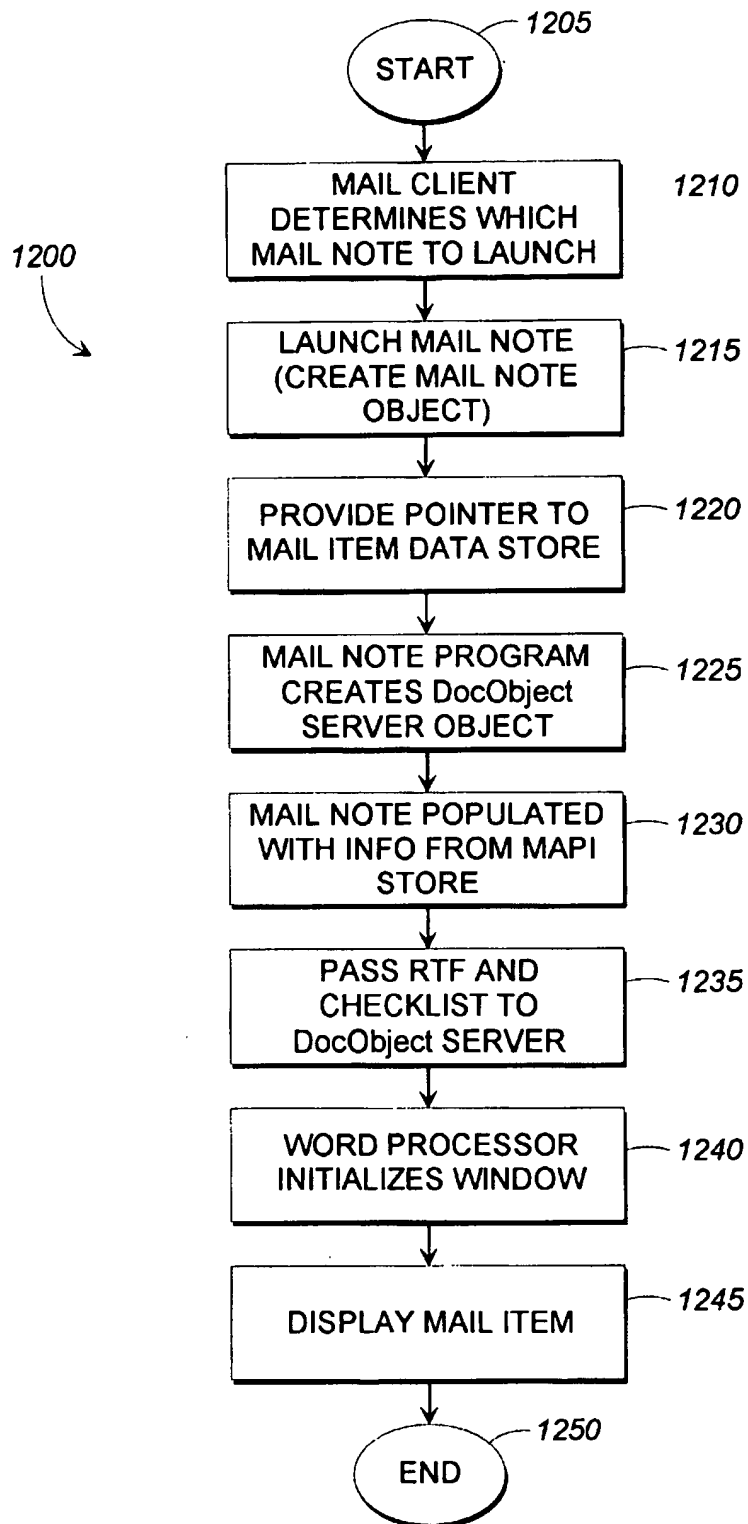 1205
START
MAIL CLIENT
DETERMINES WHICH
MAIL NOTE TO LAUNCH
1210
1200
LAUNCH MAIL NOTE
(CREATE MAIL NOTE
OBJECT)
1215
PROVIDE POINTER TO
MAIL ITEM DATA STORE
1220
MAIL NOTE PROGRAM
CREATES DocObject
SERVER OBJECT
1225
MAIL NOTE POPULATED
WITH INFO FROM MAPI
STORE
1230
PASS RTF AND
CHECKLIST TO
DocObject SERVER
1235
WORD PROCESSOR
INITIALIZES WINDOW
1240
DISPLAY MAIL ITEM
1245
1250
END